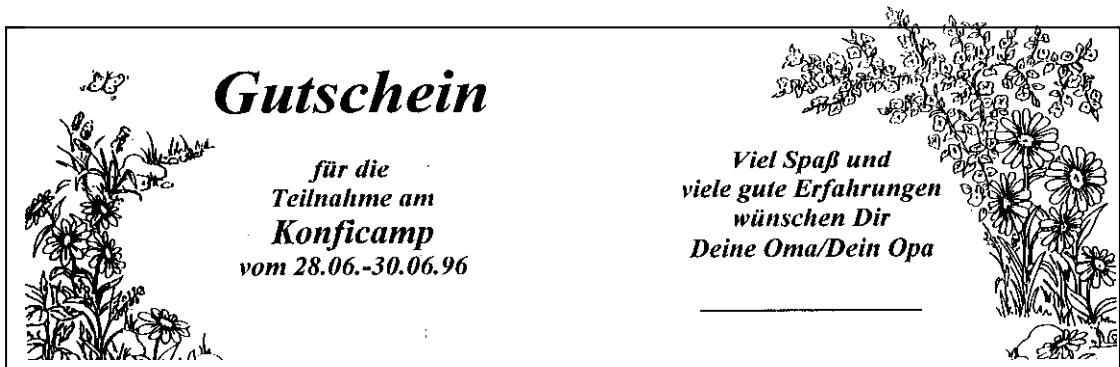 Gutschein
für die
Teilnahme am
Konficamp
vom 28.06.-30.06.96
Viel Spaß und
viele gute Erfahrungen
wünschen Dir
Deine Oma/Dein Opa